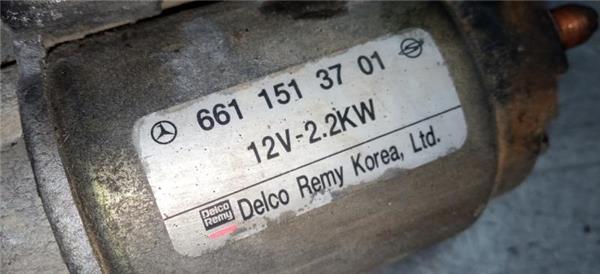 661 151 37 01
12V-2.2KW
Delco Remy Delco Remy Korea, Ltd.